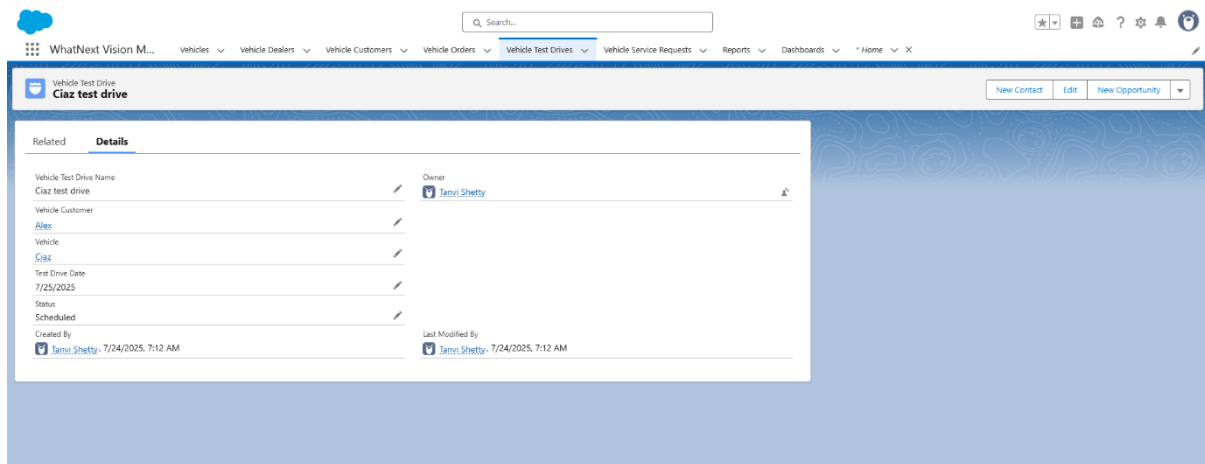 Search...
WhatNext Vision M... Vehicles Vehicle Dealers Vehicle Customers Vehicle Orders Vehicle Test Drives Vehicle Service Requests Reports Dashboards * Home
Vehicle Test Drive
Ciaz test drive
New Contact Edit New Opportunity
Related Details
Vehicle Test Drive Name
Ciaz test drive
Owner
Tanvi Shetty
Vehicle Customer
Alex
Vehicle
Ciaz
Test Drive Date
7/25/2025
Status
Scheduled
Created By
Tanvi Shetty, 7/24/2025, 7:12 AM
Last Modified By
Tanvi Shetty, 7/24/2025, 7:12 AM